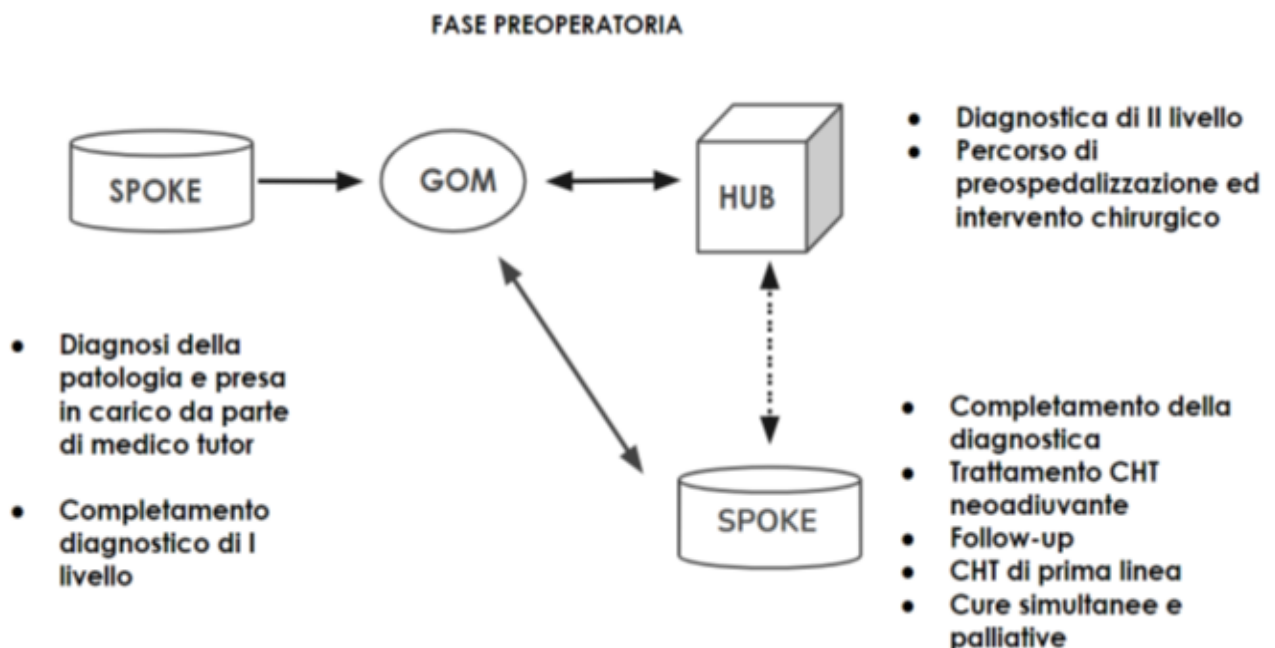 FASE PREOPERATORIA
SPOKE
GOM
HUB
● Diagnostica di II livello
● Percorso di
preospedalizzazione ed
intervento chirurgico
● Diagnosi della
patologia e presa
in carico da parte
di medico tutor
● Completamento
diagnostico di I
livello
SPOKE
● Completamento della
diagnostica
● Trattamento CHT
neoadiuvante
● Follow-up
● CHT di prima linea
● Cure simultanee e
palliative